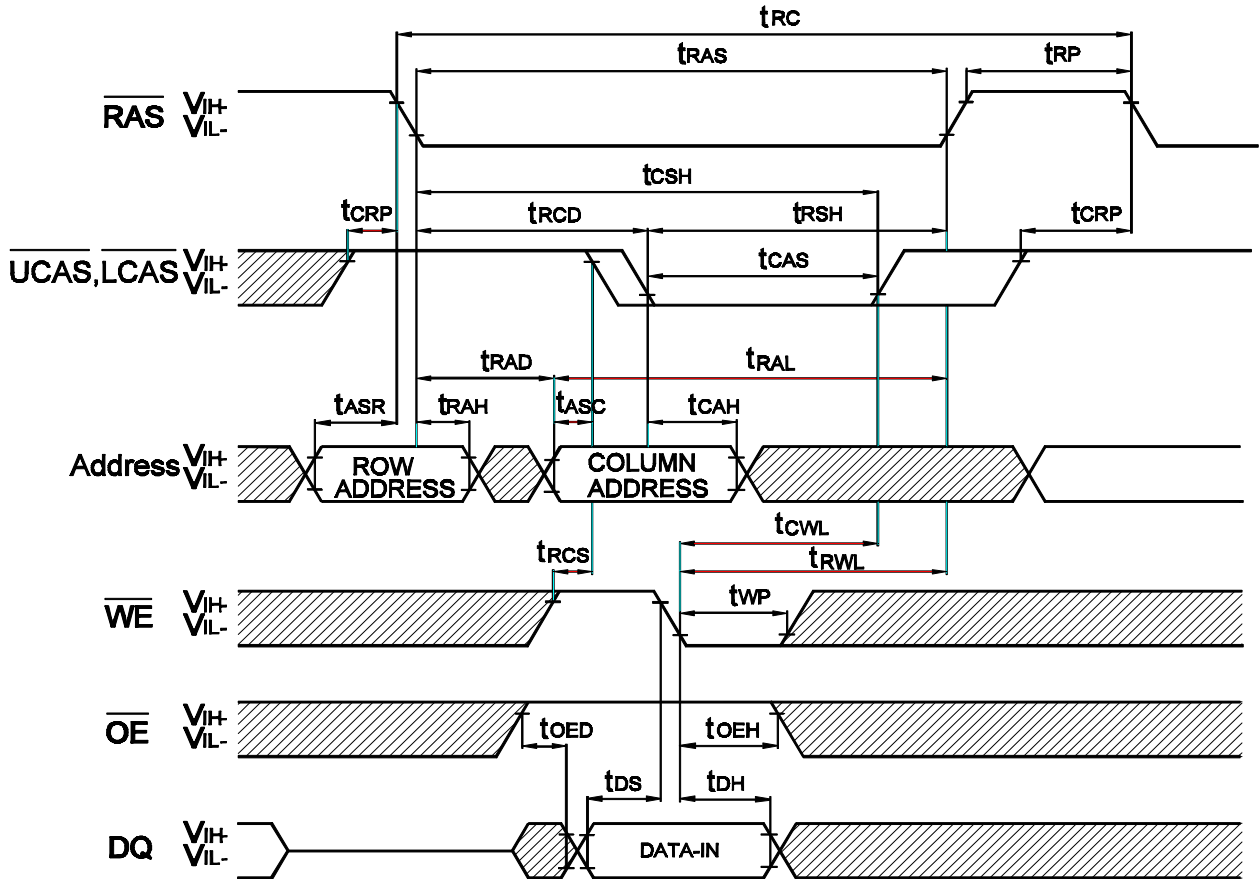 tRC
tRAS
tRP
RAS VIH-
VIL-
tCSH
tCRP
tRCD
tRSH
tCRP
UCAS,LCAS VIH-
VIL-
tCAS
tRAD
tRAL
tASR
tRAH
tASC
tCAH
Address VIH-
VIL-
ROW
ADDRESS
COLUMN
ADDRESS
tCWL
tRCS
tRWL
WE VIH-
VIL-
tWP
OE VIH-
VIL-
tOED
tOEH
tDS
tDH
DQ VIH-
VIL-
DATA-IN